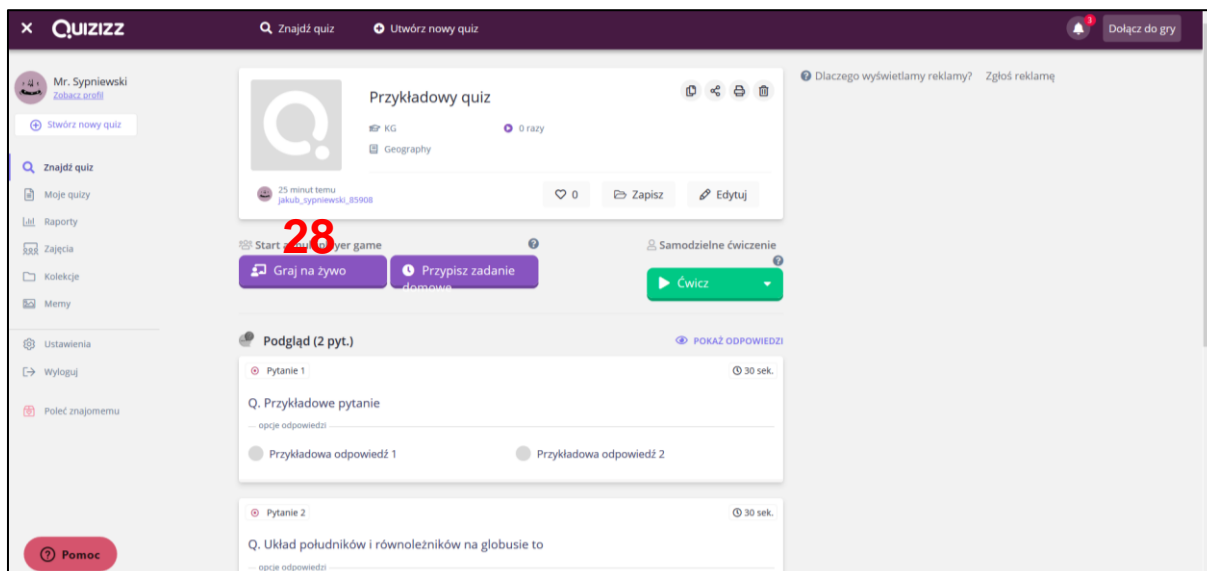 × QUIZIZZ
Znajdź quiz
Utwórz nowy quiz
3
Dołącz do gry
Mr. Sypniewski
Zobacz profil
Stwórz nowy quiz
Znajdź quiz
Moje quizy
Raporty
Zajęcia
Kolekcje
Memy
Ustawienia
Wyloguj
Poleć znajomemu
Pomoc
Przykładowy quiz
KG
0 razy
Geography
25 minut temu
jakub_sypniewski_85908
0
Zapisz
Edytuj
Dlaczego wyświetlamy reklamy? Zgłoś reklamę
28
Start a game
Graj na żywo
Przypisz zadanie
domowe
Samodzielne ćwiczenie
Ćwicz
Podgląd (2 pyt.)
POKAŻ ODPOWIEDZI
Pytanie 1
30 sek.
Q. Przykładowe pytanie
opcje odpowiedzi
Przykładowa odpowiedź 1
Przykładowa odpowiedź 2
Pytanie 2
30 sek.
Q. Układ południków i równoleżników na globusie to
opcje odpowiedzi